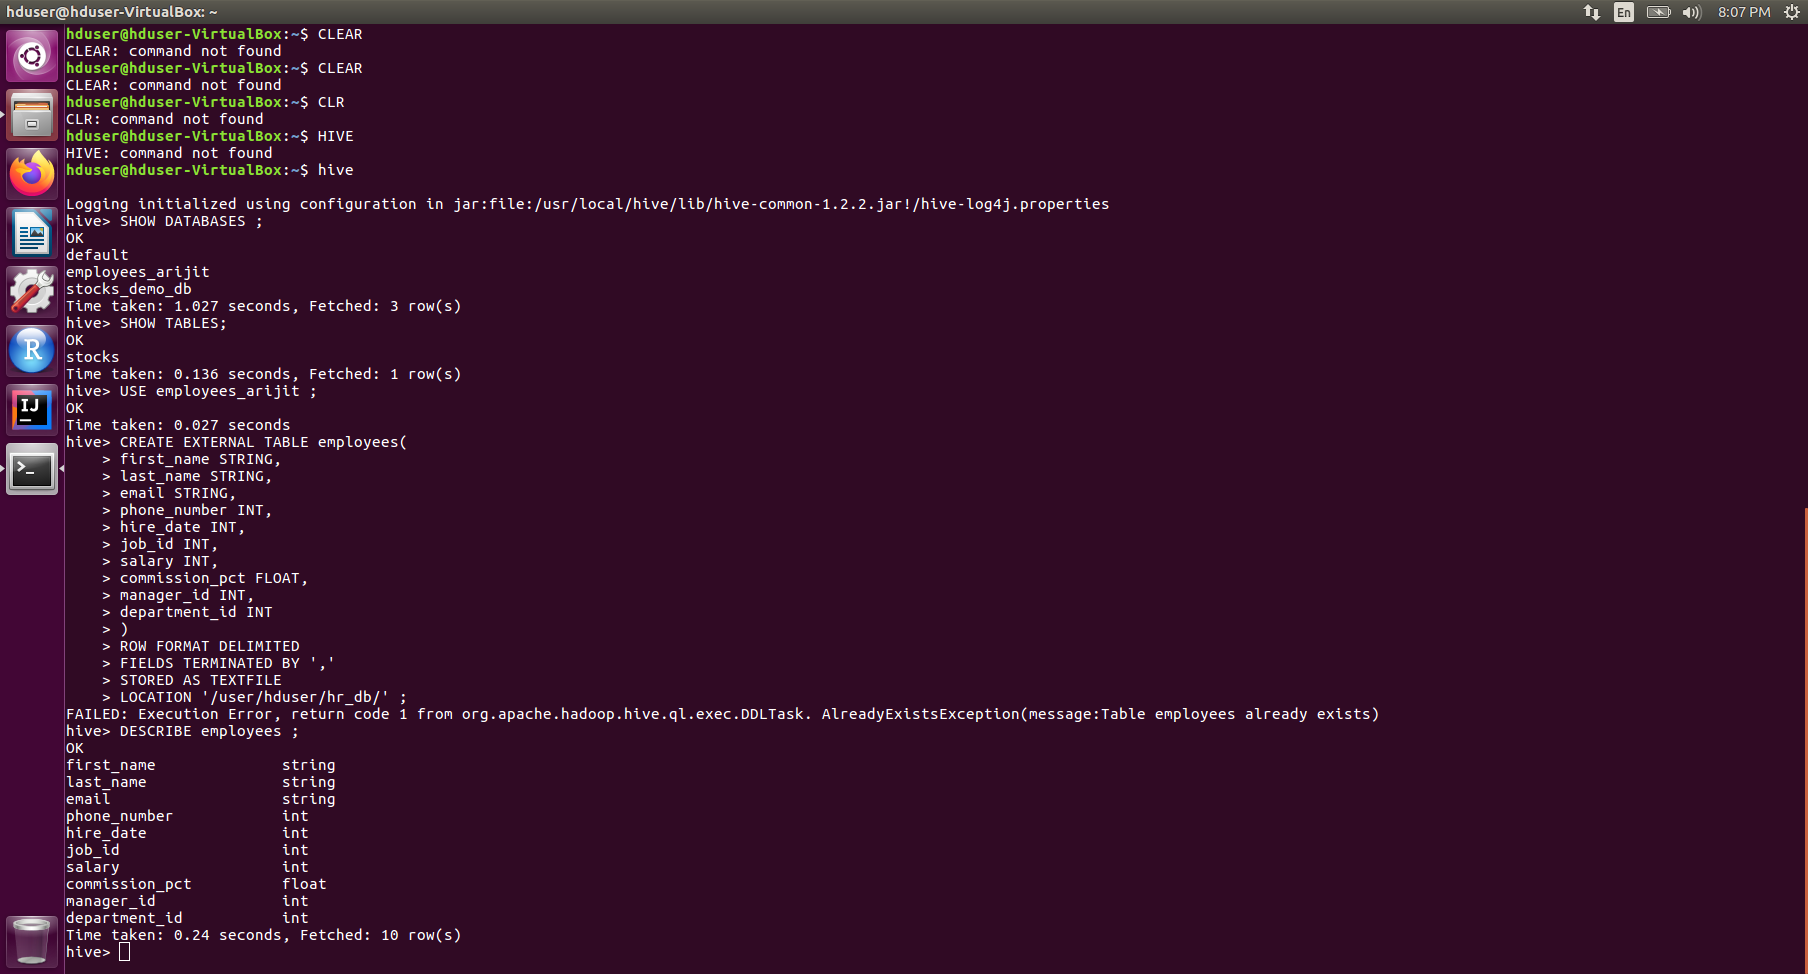 hduser@hduser-VirtualBox: ~
En
8:07 PM
hduser@hduser-VirtualBox:~$ CLEAR
CLEAR: command not found
hduser@hduser-VirtualBox:~$ CLEAR
CLEAR: command not found
hduser@hduser-VirtualBox:~$ CLR
CLR: command not found
hduser@hduser-VirtualBox:~$ HIVE
HIVE: command not found
hduser@hduser-VirtualBox:~$ hive
Logging initialized using configuration in jar:file:/usr/local/hive/lib/hive-common-1.2.2.jar!/hive-log4j.properties
hive> SHOW DATABASES ;
OK
default
employees_arijit
stocks_demo_db
Time taken: 1.027 seconds, Fetched: 3 row(s)
hive> SHOW TABLES;
OK
stocks
Time taken: 0.136 seconds, Fetched: 1 row(s)
hive> USE employees_arijit ;
OK
Time taken: 0.027 seconds
hive> CREATE EXTERNAL TABLE employees(
    > first_name STRING,
    > last_name STRING,
    > email STRING,
    > phone_number INT,
    > hire_date INT,
    > job_id INT,
    > salary INT,
    > commission_pct FLOAT,
    > manager_id INT,
    > department_id INT
    > )
    > ROW FORMAT DELIMITED
    > FIELDS TERMINATED BY ','
    > STORED AS TEXTFILE
    > LOCATION '/user/hduser/hr_db/' ;
FAILED: Execution Error, return code 1 from org.apache.hadoop.hive.ql.exec.DDLTask. AlreadyExistsException(message:Table employees already exists)
hive> DESCRIBE employees ;
OK
first_name              string
last_name               string
email                   string
phone_number            int
hire_date               int
job_id                  int
salary                  int
commission_pct          float
manager_id              int
department_id           int
Time taken: 0.24 seconds, Fetched: 10 row(s)
hive>
R
IJ
>_